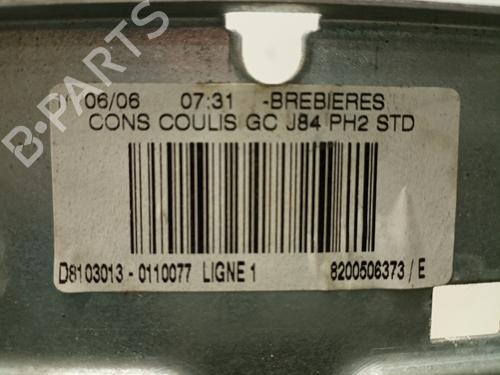 06/06 07:31 -BREBIERES
CONS COULIS GC J84 PH2 STD
D8103013 - 0110077 LIGNE 1 8200506373 / E
B-PARTS